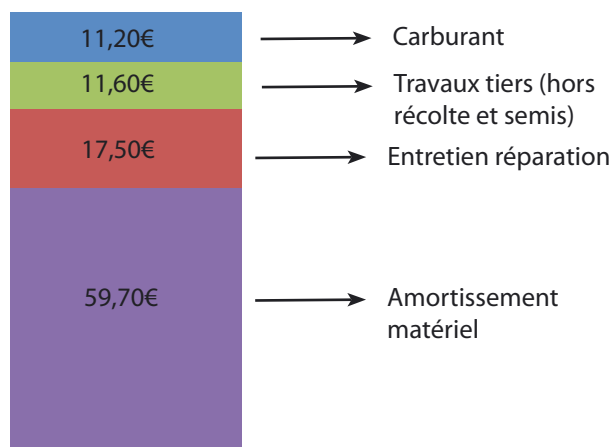 11,20€ Carburant
11,60€ Travaux tiers (hors
récolte et semis)
17,50€ Entretien réparation
59,70€ Amortissement
matériel